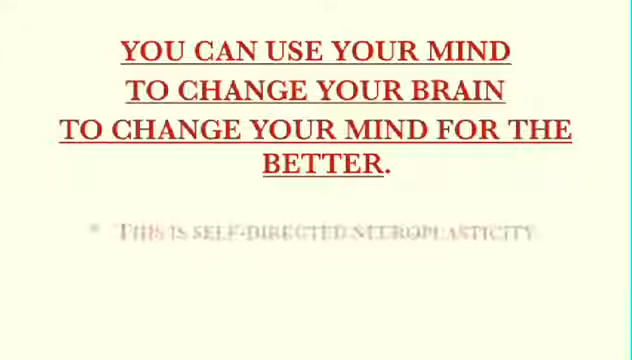 YOU CAN USE YOUR MIND
TO CHANGE YOUR BRAIN
TO CHANGE YOUR MIND FOR THE
BETTER.
* THIS IS SELF-DIRECTED NEUROPLASTICITY